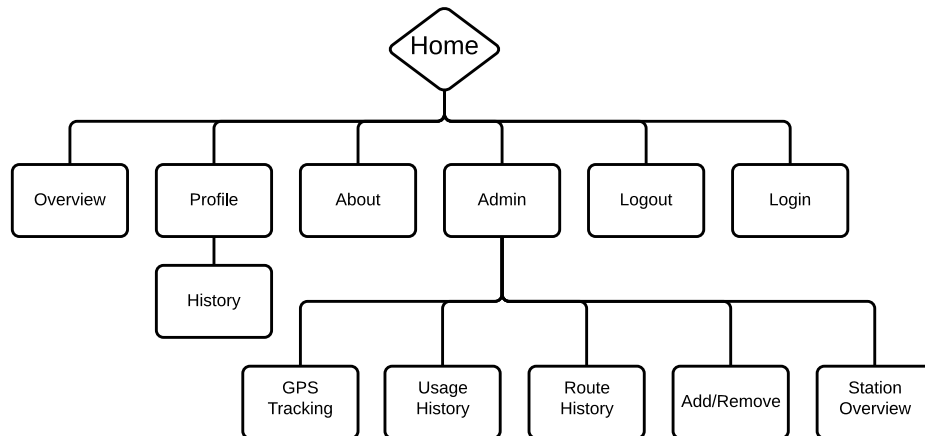 Home
Overview
Profile
About
Admin
Logout
Login
History
GPS
Tracking
Usage
History
Route
History
Add/Remove
Station
Overview